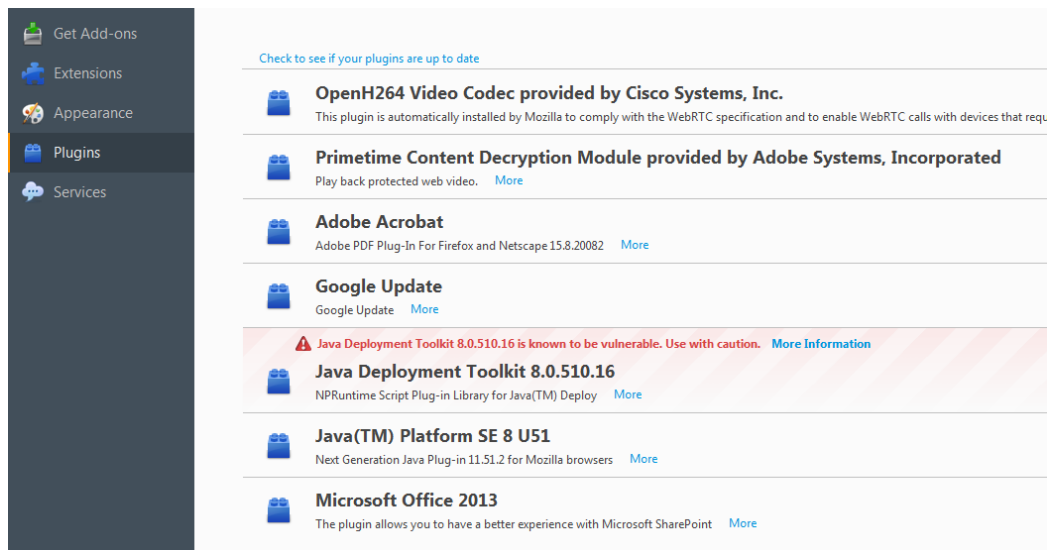 Get Add-ons
Extensions
Appearance
Plugins
Services
Check to see if your plugins are up to date
OpenH264 Video Codec provided by Cisco Systems, Inc.
This plugin is automatically installed by Mozilla to comply with the WebRTC specification and to enable WebRTC calls with devices that requ
Primetime Content Decryption Module provided by Adobe Systems, Incorporated
Play back protected web video. More
Adobe Acrobat
Adobe PDF Plug-In For Firefox and Netscape 15.8.20082 More
Google Update
Google Update More
Java Deployment Toolkit 8.0.510.16 is known to be vulnerable. Use with caution. More Information
Java Deployment Toolkit 8.0.510.16
NPRuntime Script Plug-in Library for Java(TM) Deploy More
Java(TM) Platform SE 8 U51
Next Generation Java Plug-in 11.51.2 for Mozilla browsers More
Microsoft Office 2013
The plugin allows you to have a better experience with Microsoft SharePoint More